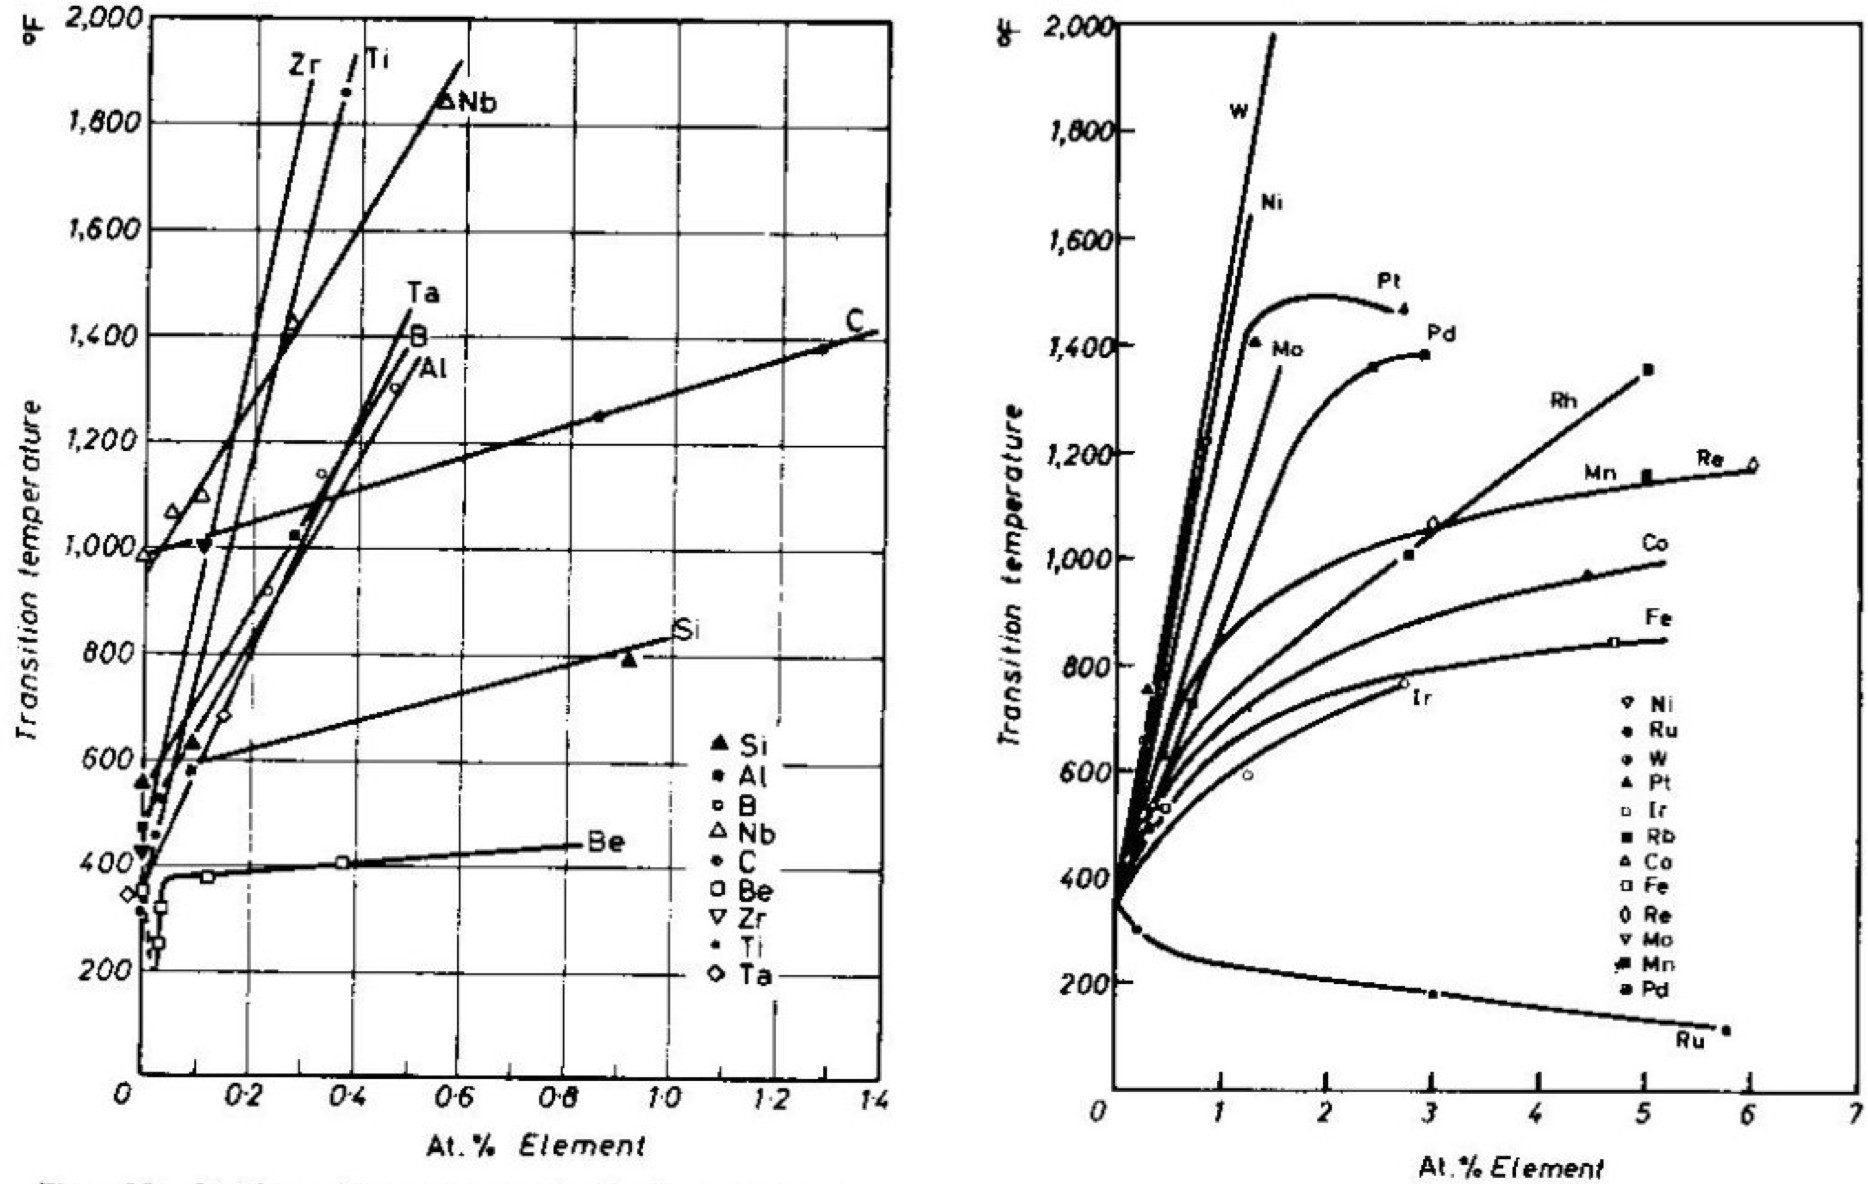 °F
2,000
1,800
1,600
1,400
1,200
1,000
800
600
400
200
Transition temperature
Zr
Ti
Nb
Ta
B
Al
C
Si
Be
Si
Al
B
Nb
C
Be
Zr
Ti
Ta
0 0·2 0·4 0·6 0·8 1·0 1·2 1·4
At.% Element
°F
2,000
1,800
1,600
1,400
1,200
1,000
800
600
400
200
Transition temperature
W
Ni
Pt
Pd
Mo
Rh
Mn
Re
Co
Fe
Ir
Ru
Ni
Ru
W
Pt
Ir
Rb
Co
Fe
Re
Mo
Mn
Pd
0 1 2 3 4 5 6 7
At.% Element